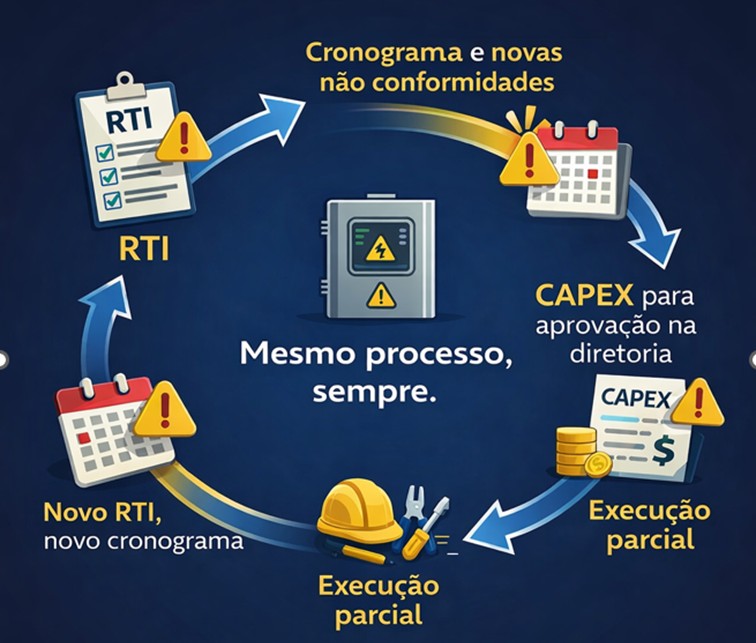 Cronograma e novas
não conformidades
RTI
RTI
CAPEX para
aprovação na
diretoria
Mesmo processo,
sempre.
CAPEX
$
Novo RTI,
novo cronograma
Execução
parcial
Execução
parcial